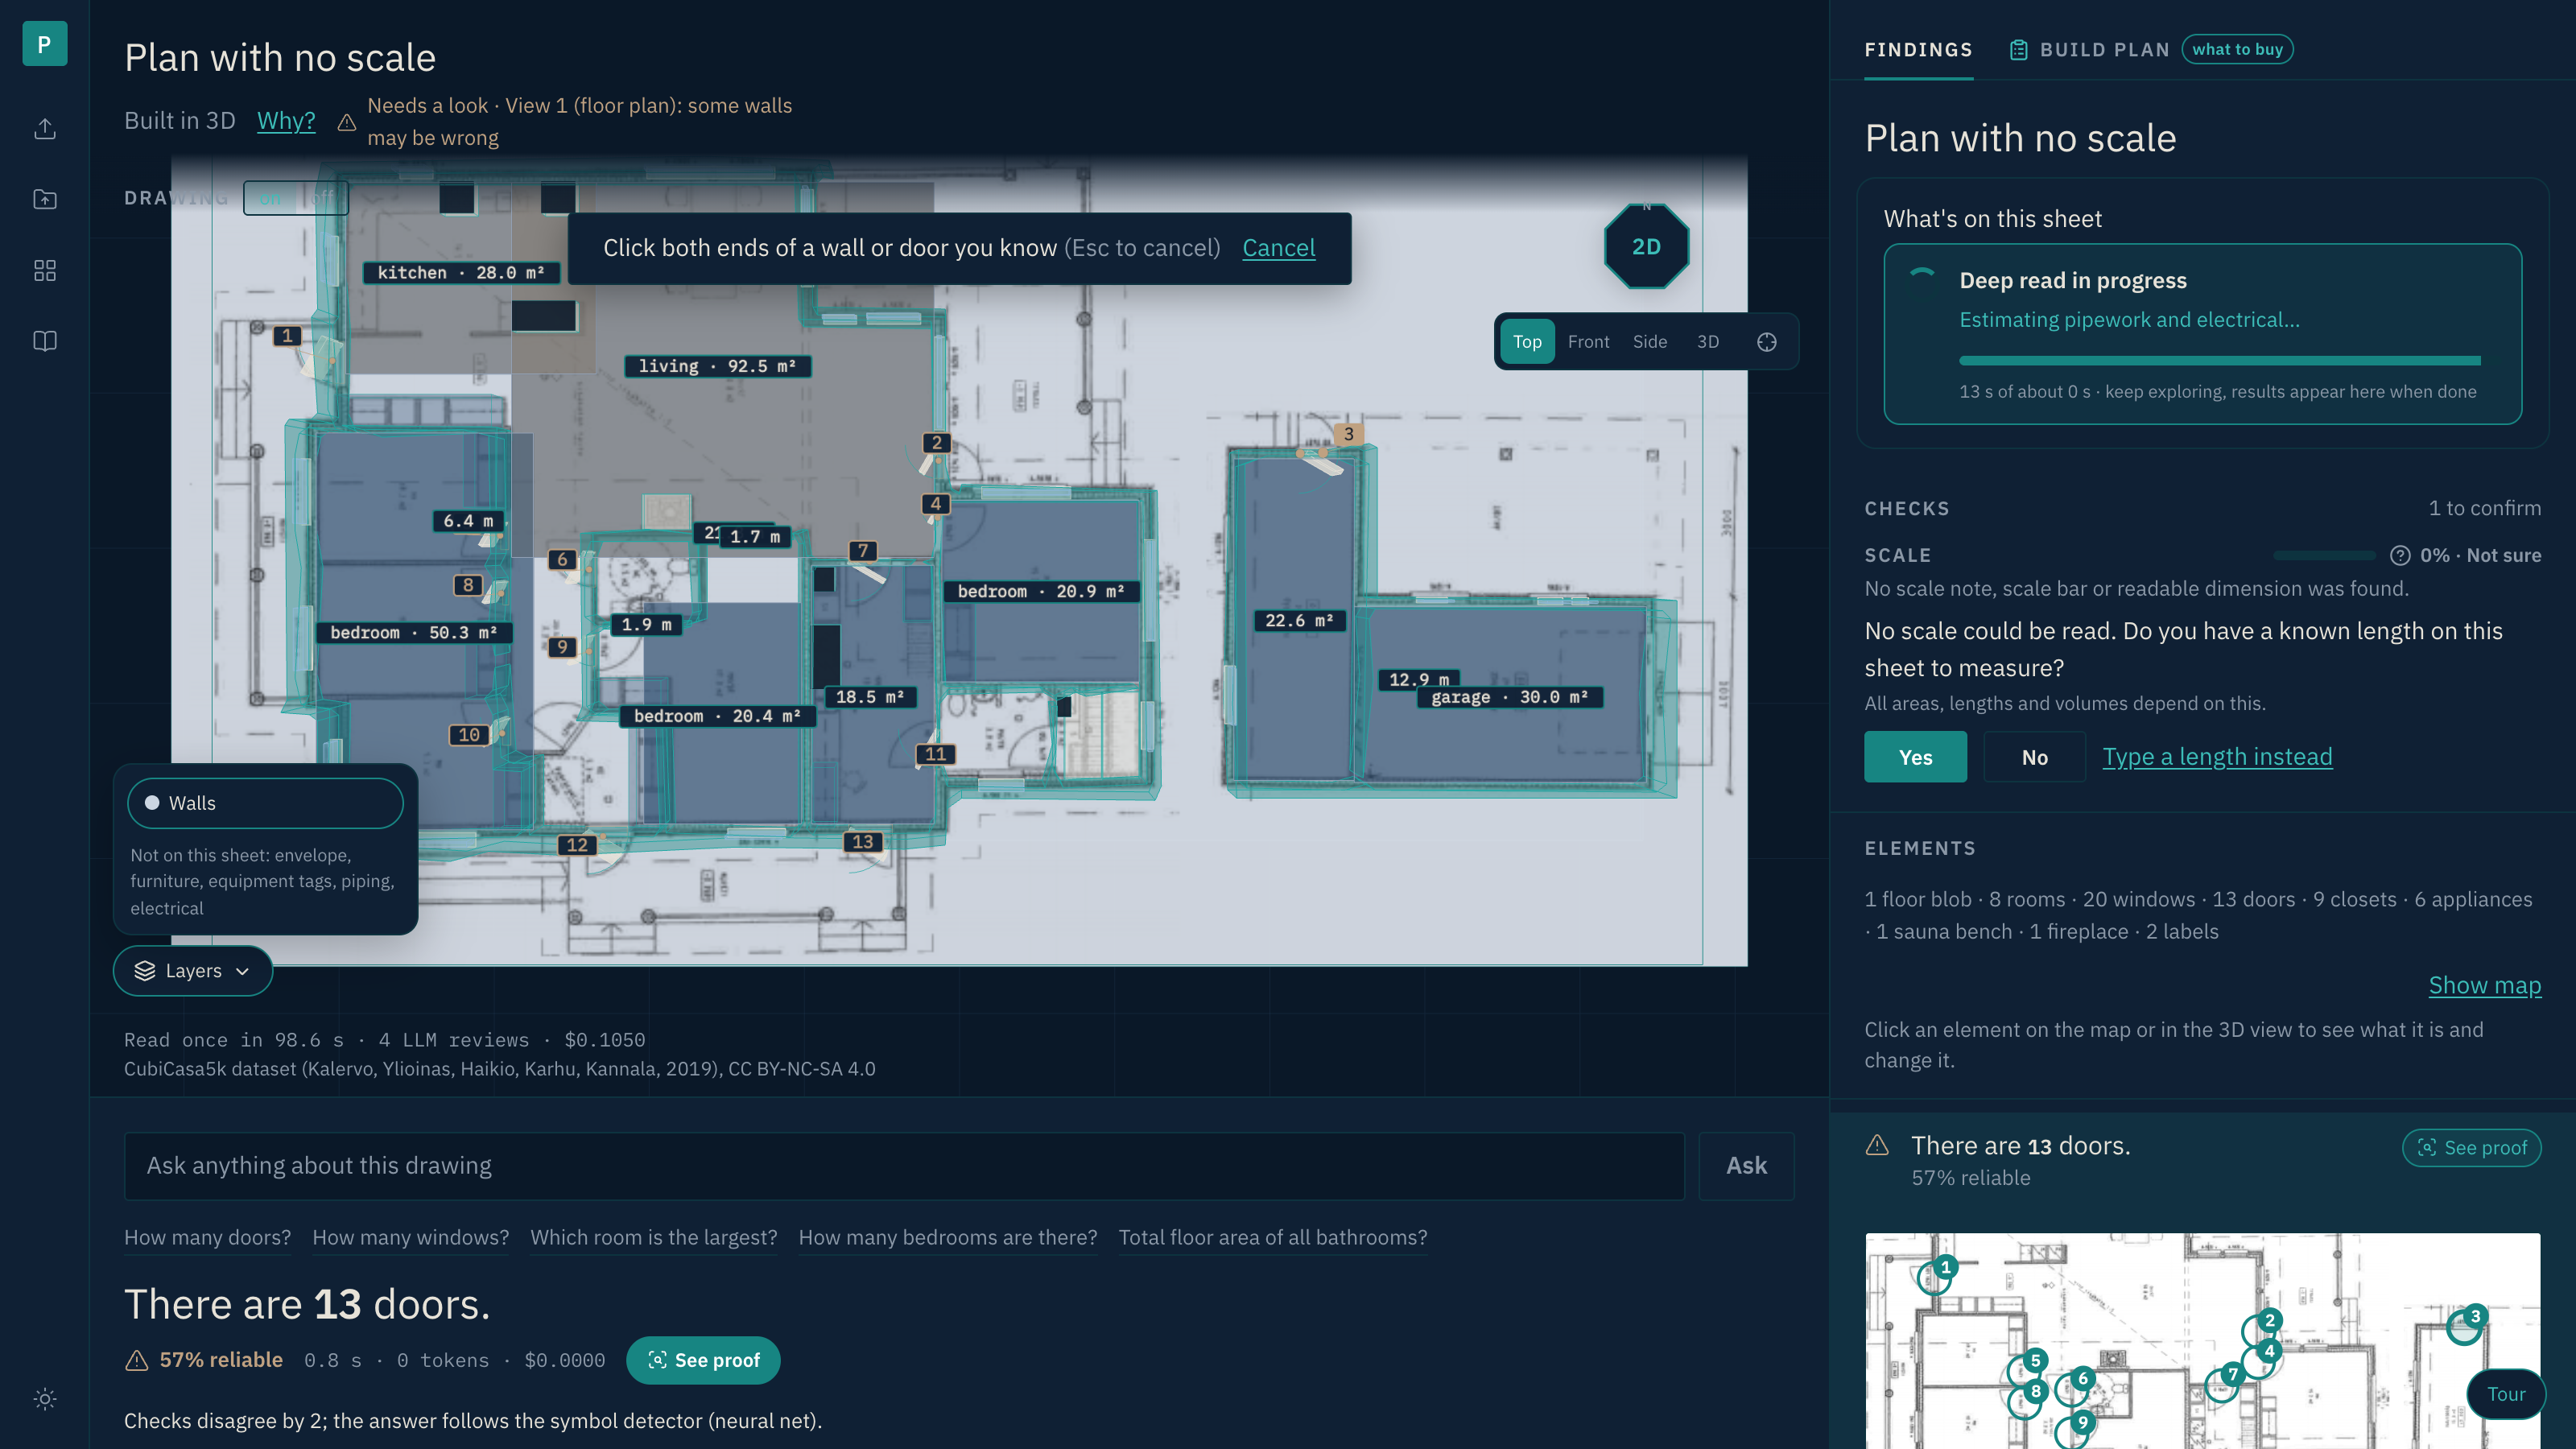 P
Plan with no scale
Built in 3D Why? Needs a look · View 1 (floor plan): some walls
may be wrong
DRAWING on off
Click both ends of a wall or door you know (Esc to cancel) Cancel
N
2D
Top Front Side 3D
kitchen · 28.0 m²
living · 92.5 m²
1
2
3
4
6.4 m
1.7 m
6
7
8
bedroom · 20.9 m²
22.6 m²
1.9 m
bedroom · 50.3 m²
9
12.9 m
garage · 30.0 m²
18.5 m²
bedroom · 20.4 m²
10
11
12
13
Walls
Not on this sheet: envelope,
furniture, equipment tags, piping,
electrical
Layers
Read once in 98.6 s · 4 LLM reviews · $0.1050
CubiCasa5k dataset (Kalervo, Ylioinas, Haikio, Karhu, Kannala, 2019), CC BY-NC-SA 4.0
Ask anything about this drawing
Ask
How many doors? How many windows? Which room is the largest? How many bedrooms are there? Total floor area of all bathrooms?
There are 13 doors.
57% reliable 0.8 s · 0 tokens · $0.0000 See proof
Checks disagree by 2; the answer follows the symbol detector (neural net).
FINDINGS BUILD PLAN what to buy
Plan with no scale
What's on this sheet
Deep read in progress
Estimating pipework and electrical...
13 s of about 0 s · keep exploring, results appear here when done
CHECKS 1 to confirm
SCALE 0% · Not sure
No scale note, scale bar or readable dimension was found.
No scale could be read. Do you have a known length on this
sheet to measure?
All areas, lengths and volumes depend on this.
Yes No Type a length instead
ELEMENTS
1 floor blob · 8 rooms · 20 windows · 13 doors · 9 closets · 6 appliances
· 1 sauna bench · 1 fireplace · 2 labels
Show map
Click an element on the map or in the 3D view to see what it is and
change it.
There are 13 doors. See proof
57% reliable
1
2
3
4
5
6
7
8
9
Tour